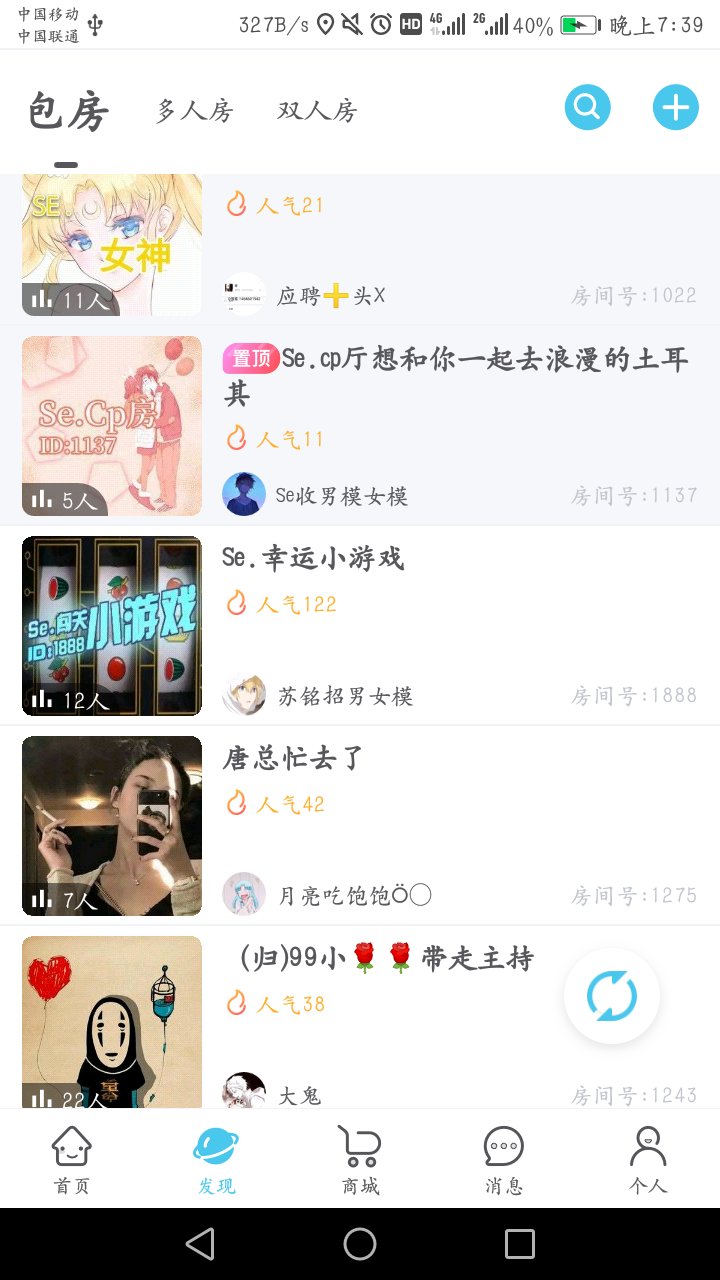 中国移动
中国联通
327B/s HD 4G 2G 40% 晚上7:39
包房 多人房 双人房
SE.
女神
11人
人气21
应聘➕头X
房间号:1022
Se.Cp房
ID:1137
5人
置顶 Se.cp厅想和你一起去浪漫的土耳
其
人气11
Se收男模女模
房间号:1137
Se.闯关
小游戏
ID:1888
12人
Se.幸运小游戏
人气122
苏铭招男女模
房间号:1888
7人
唐总忙去了
人气42
月亮吃饱饱Ö◯
房间号:1275
22人
(归)99小🌹🌹带走主持
人气38
大鬼
房间号:1243
首页 发现 商城 消息 个人